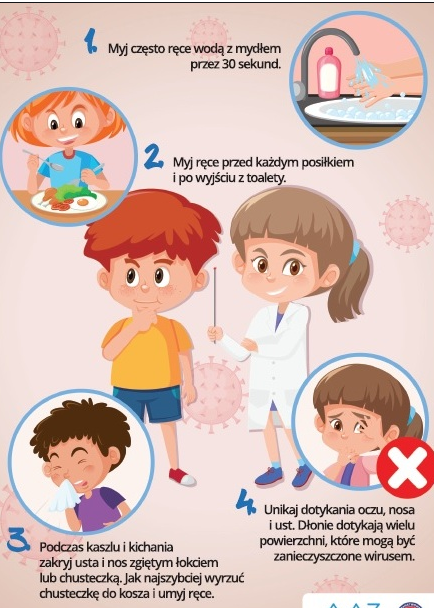 1. Myj często ręce wodą z mydłem
przez 30 sekund.
2. Myj ręce przed każdym posiłkiem
i po wyjściu z toalety.
3. Podczas kaszlu i kichania
zakryj usta i nos zgiętym łokciem
lub chusteczką. Jak najszybciej wyrzuć
chusteczkę do kosza i umyj ręce.
4. Unikaj dotykania oczu, nosa
i ust. Dłonie dotykają wielu
powierzchni, które mogą być
zanieczyszczone wirusem.